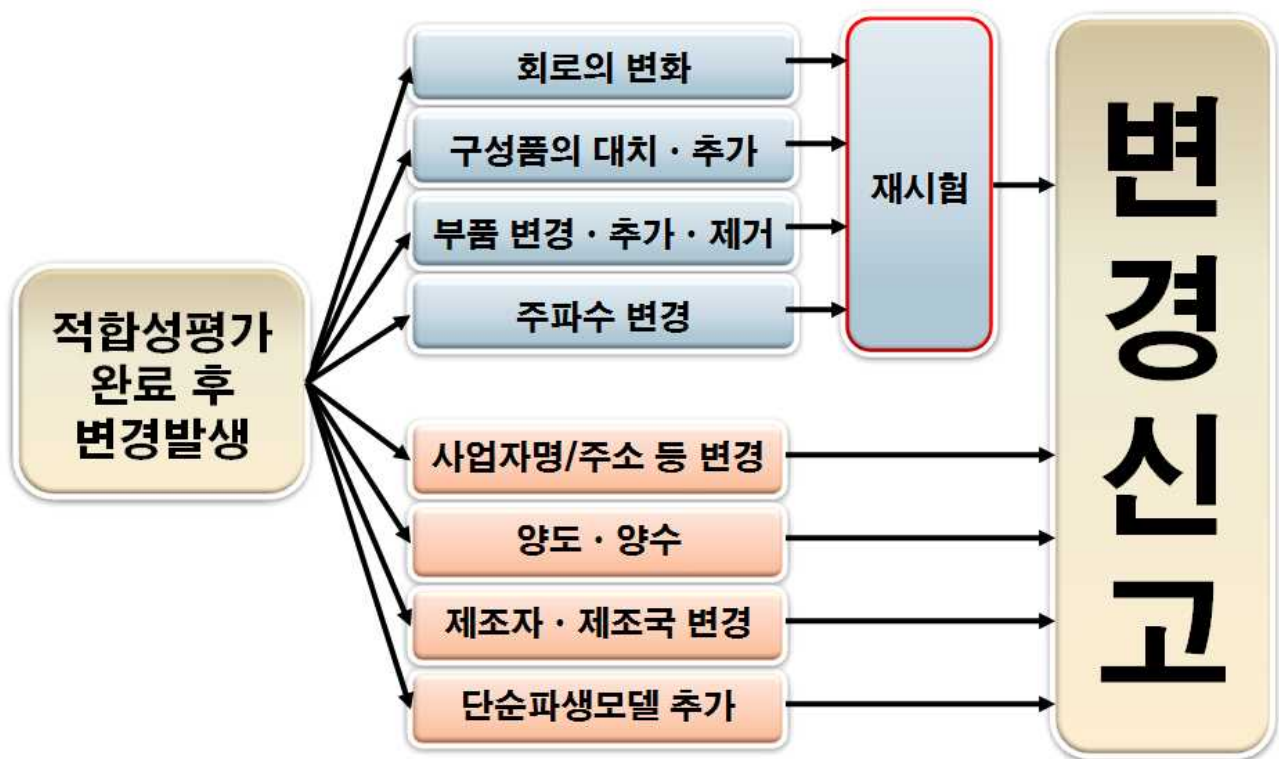 적합성평가
완료 후
변경발생
회로의 변화
구성품의 대치 · 추가
부품 변경 · 추가 · 제거
주파수 변경
재시험
사업자명/주소 등 변경
양도 · 양수
제조자 · 제조국 변경
단순파생모델 추가
변경신고